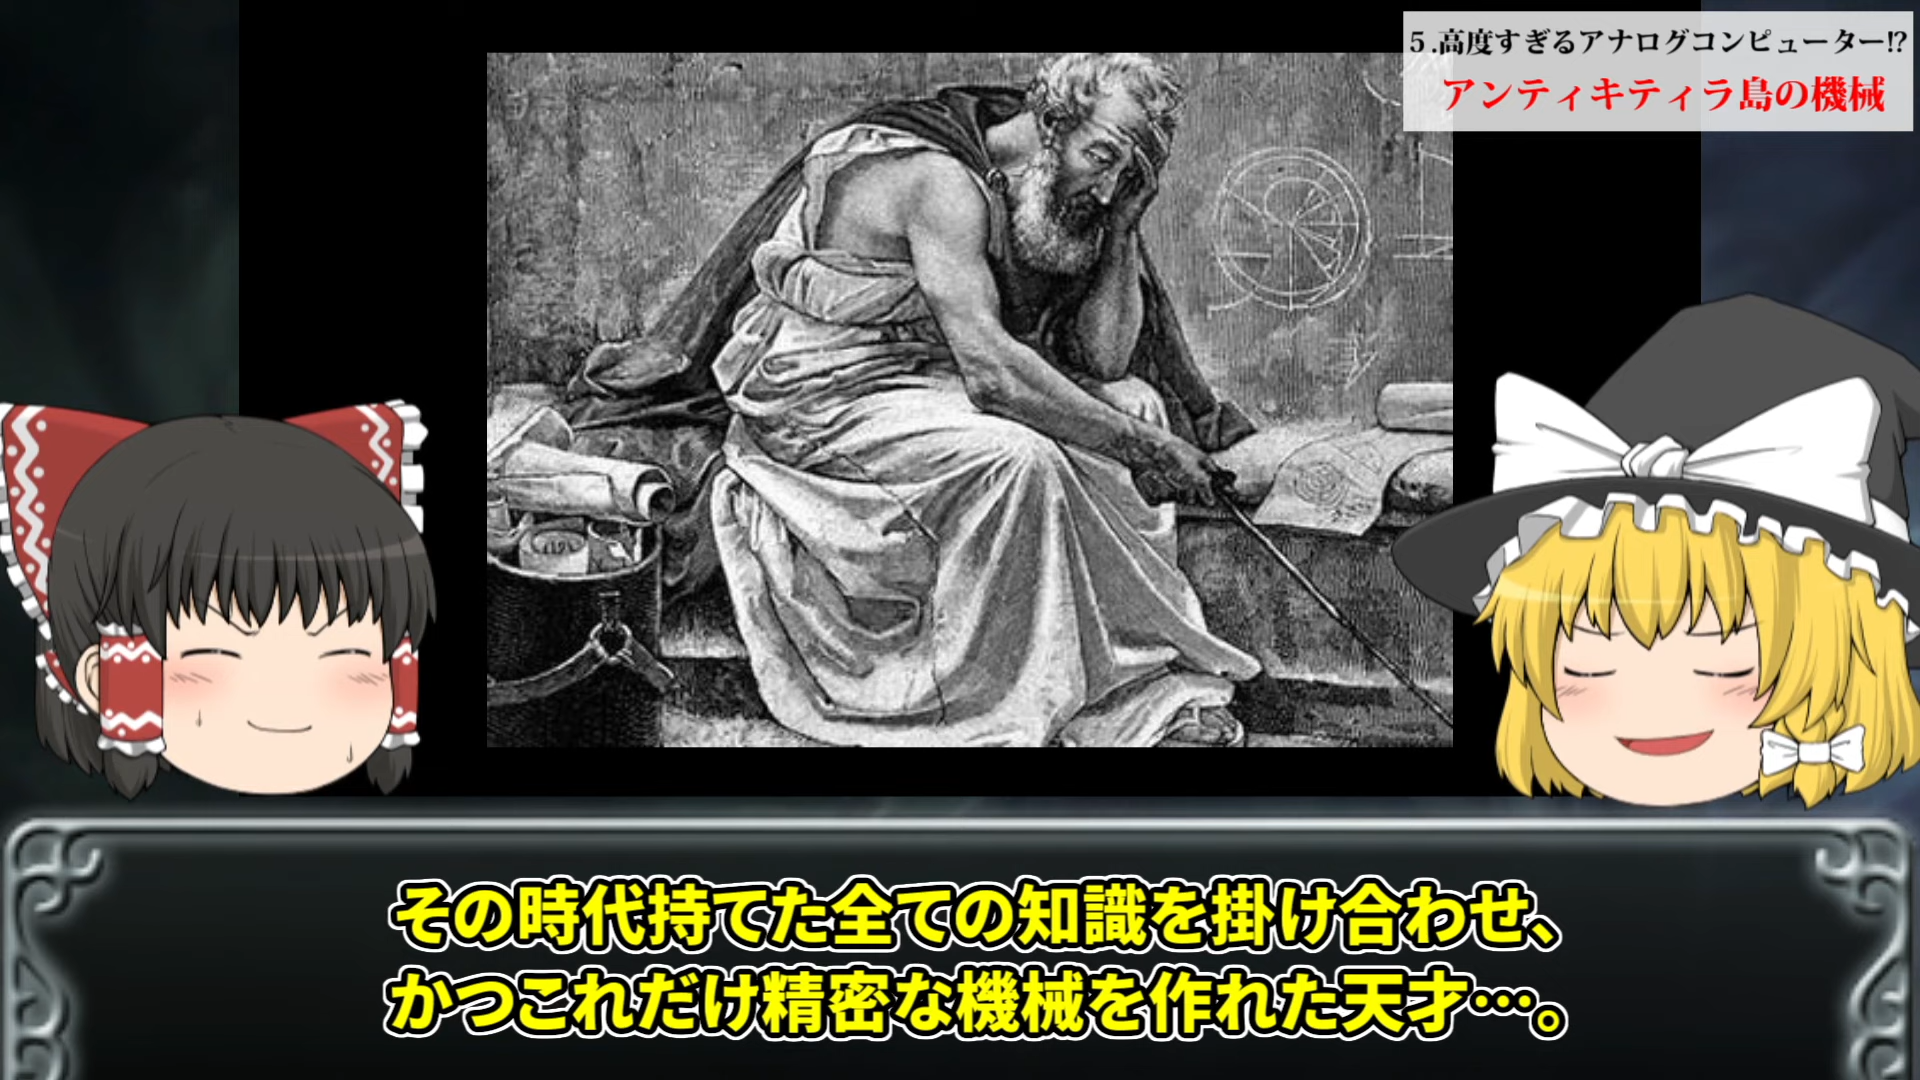 5.高度すぎるアナログコンピューター!?
アンティキティラ島の機械
その時代持てた全ての知識を掛け合わせ、
かつこれだけ精密な機械を作れた天才…。